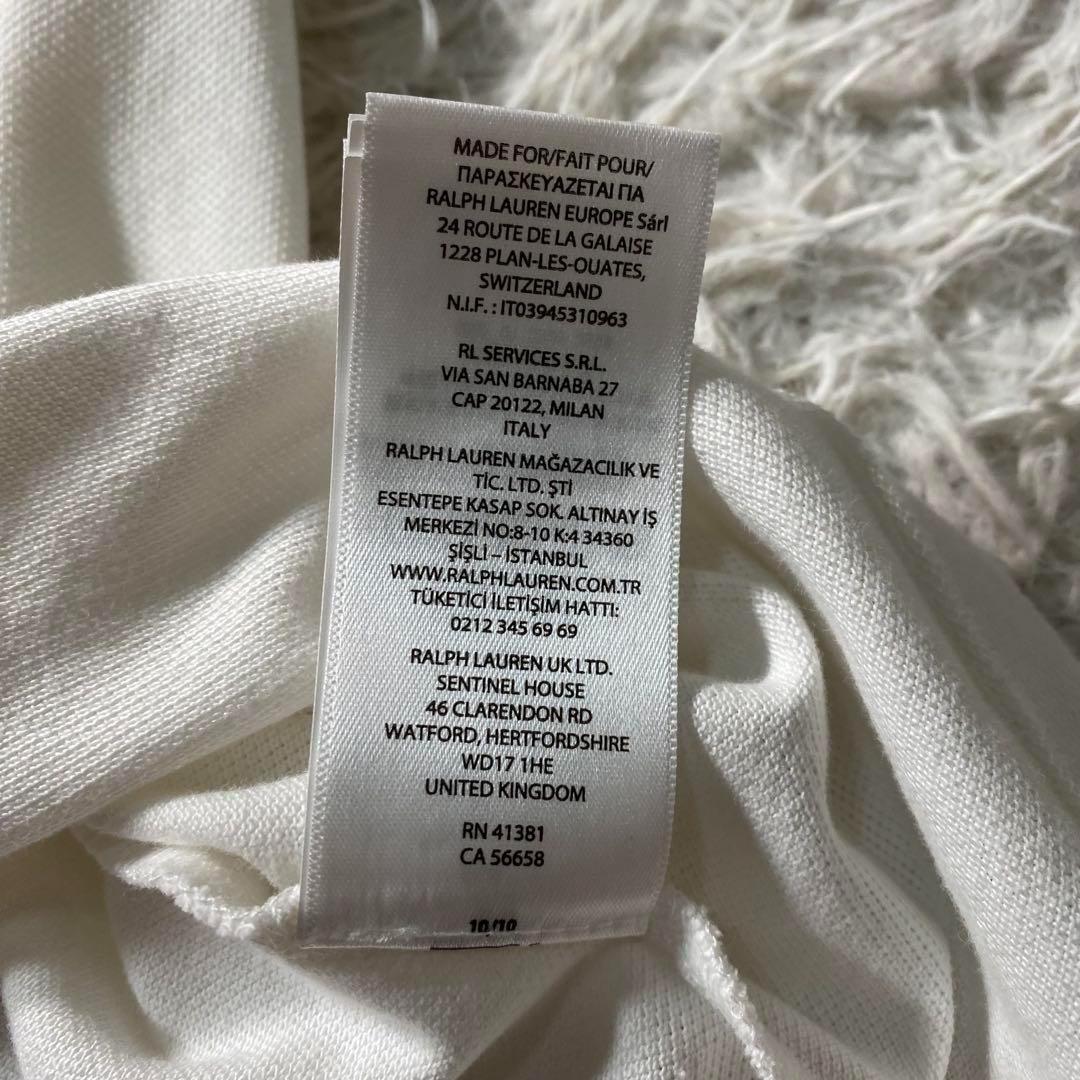 MADE FOR/FAIT POUR/
ΠΑΡΑΣΚΕΥΑΖΕΤΑΙ ΓΙΑ
RALPH LAUREN EUROPE Sárl
24 ROUTE DE LA GALAISE
1228 PLAN-LES-OUATES,
SWITZERLAND
N.I.F. : IT03945310963
RL SERVICES S.R.L.
VIA SAN BARNABA 27
CAP 20122, MILAN
ITALY
RALPH LAUREN MAĞAZACILIK VE
TİC. LTD. ŞTİ
ESENTEPE KASAP SOK. ALTINAY İŞ
MERKEZİ NO:8-10 K:4 34360
ŞİŞLİ – İSTANBUL
WWW.RALPHLAUREN.COM.TR
TÜKETİCİ İLETİŞİM HATTI:
0212 345 69 69
RALPH LAUREN UK LTD.
SENTINEL HOUSE
46 CLARENDON RD
WATFORD, HERTFORDSHIRE
WD17 1HE
UNITED KINGDOM
RN 41381
CA 56658
10/10